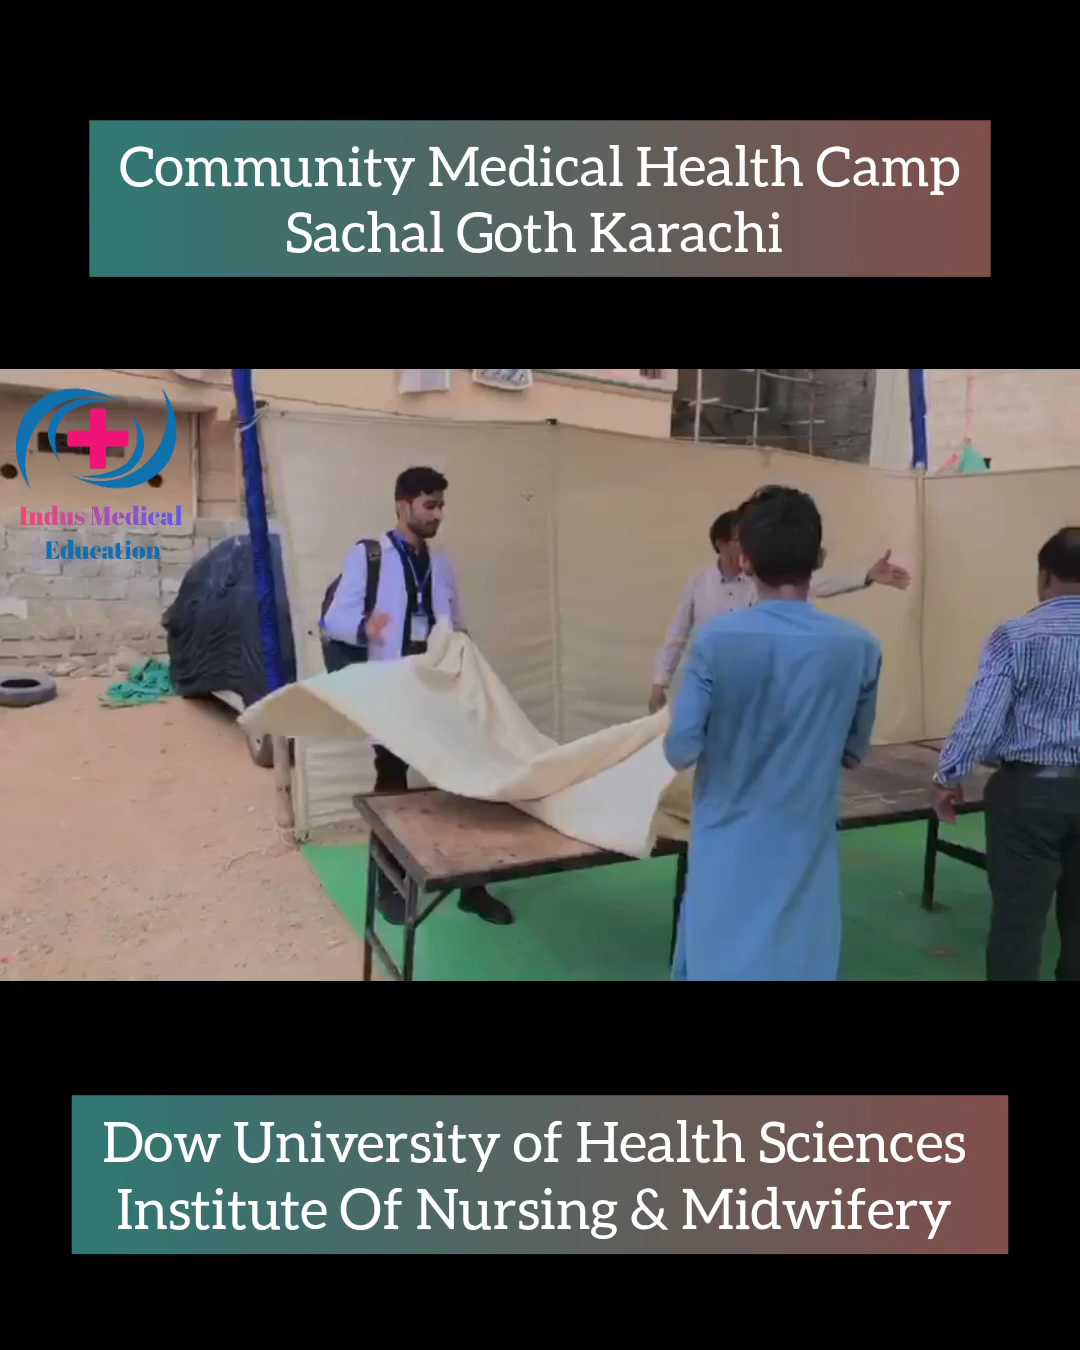 Community Medical Health Camp
Sachal Goth Karachi
Indus Medical
Education
Dow University of Health Sciences
Institute Of Nursing & Midwifery